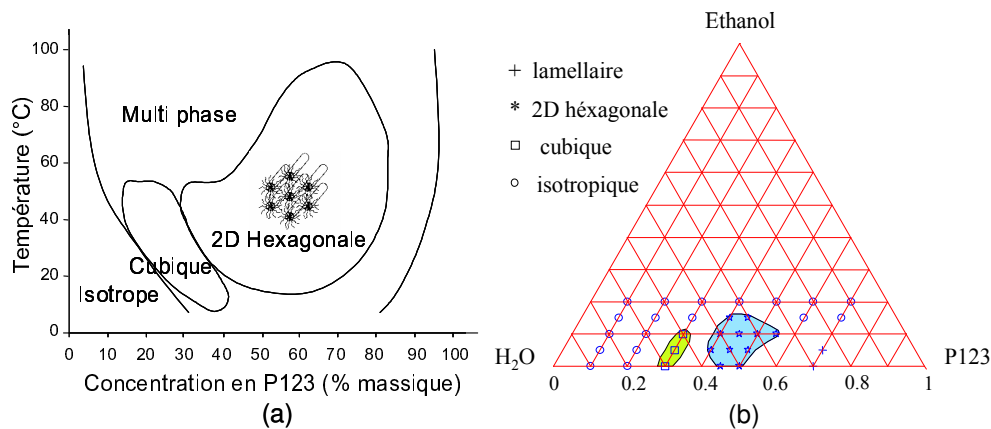 Température (°C)
100
80
60
40
20
0
Multi phase
2D Hexagonale
Cubique
Isotrope
0 10 20 30 40 50 60 70 80 90 100
Concentration en P123 (% massique)
(a)
Ethanol
+ lamellaire
* 2D héxagonale
□ cubique
○ isotropique
H₂O
P123
0 0.2 0.4 0.6 0.8 1
(b)